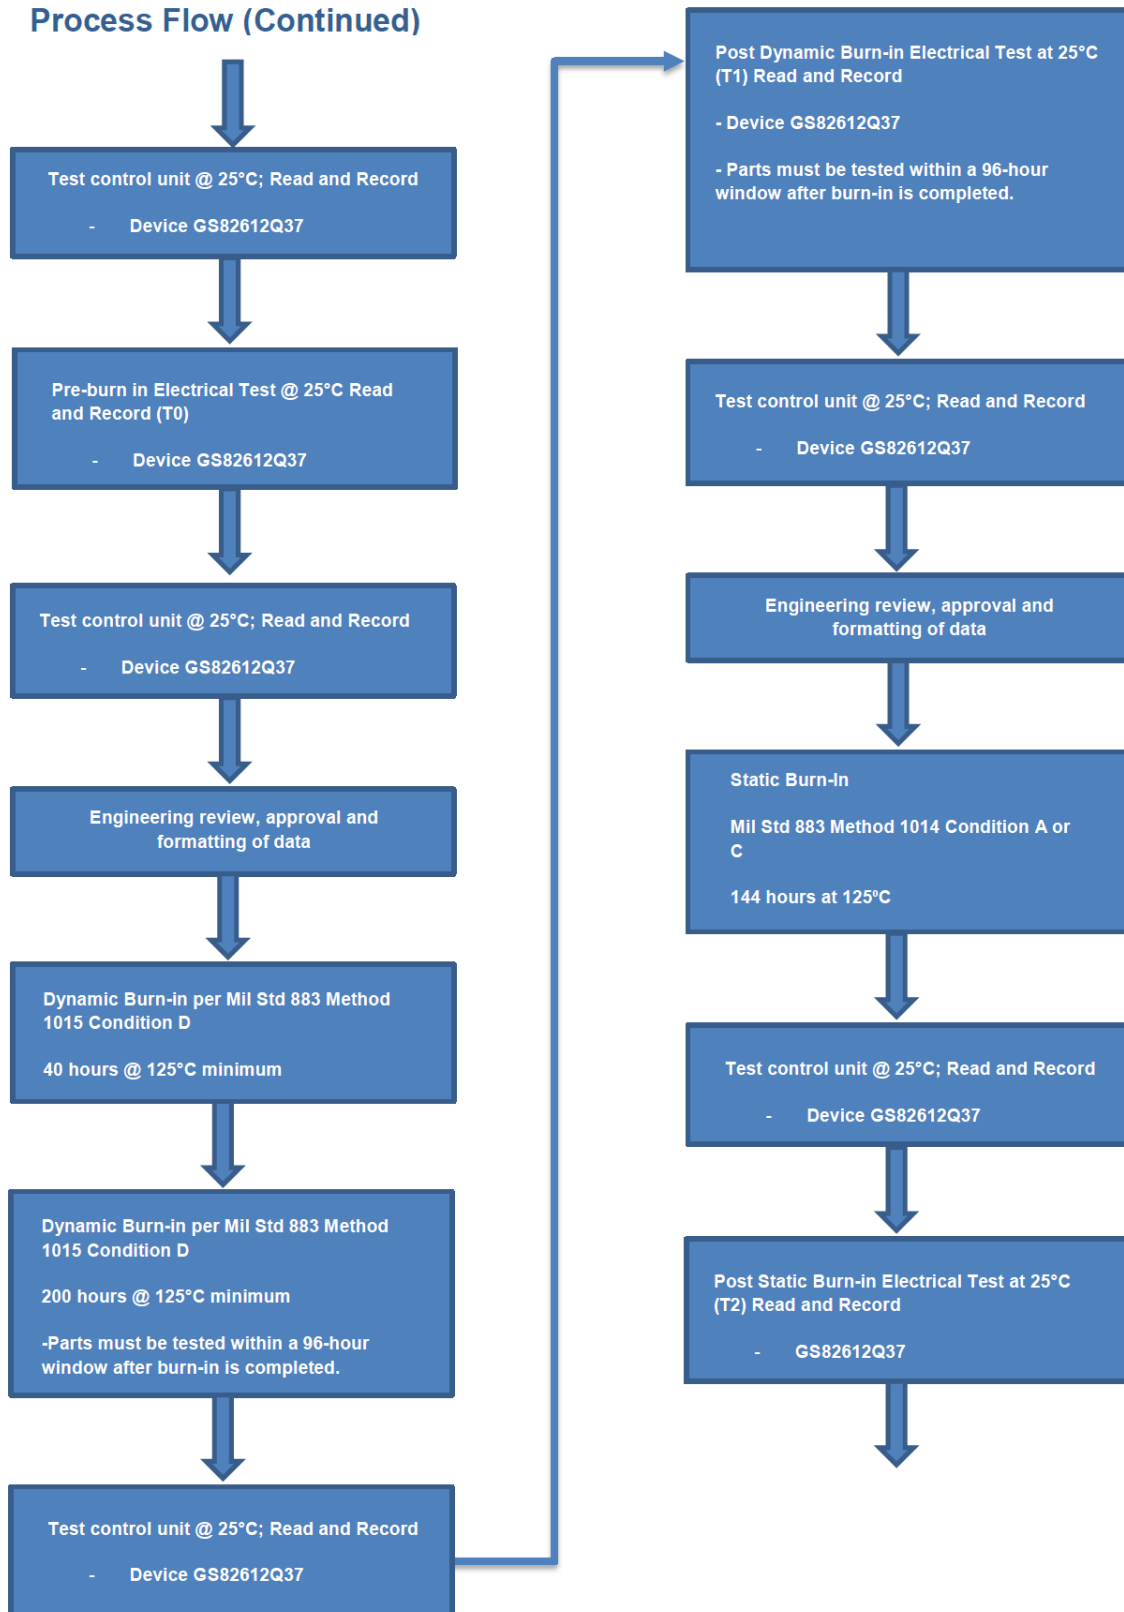 Process Flow (Continued)
Test control unit @ 25°C; Read and Record
- Device GS82612Q37
Pre-burn in Electrical Test @ 25°C Read
and Record (T0)
- Device GS82612Q37
Test control unit @ 25°C; Read and Record
- Device GS82612Q37
Engineering review, approval and
formatting of data
Dynamic Burn-in per Mil Std 883 Method
1015 Condition D
40 hours @ 125°C minimum
Dynamic Burn-in per Mil Std 883 Method
1015 Condition D
200 hours @ 125°C minimum
-Parts must be tested within a 96-hour
window after burn-in is completed.
Test control unit @ 25°C; Read and Record
- Device GS82612Q37
Post Dynamic Burn-in Electrical Test at 25°C
(T1) Read and Record
- Device GS82612Q37
- Parts must be tested within a 96-hour
window after burn-in is completed.
Test control unit @ 25°C; Read and Record
- Device GS82612Q37
Engineering review, approval and
formatting of data
Static Burn-In
Mil Std 883 Method 1014 Condition A or
C
144 hours at 125⁰C
Test control unit @ 25°C; Read and Record
- Device GS82612Q37
Post Static Burn-in Electrical Test at 25°C
(T2) Read and Record
- GS82612Q37